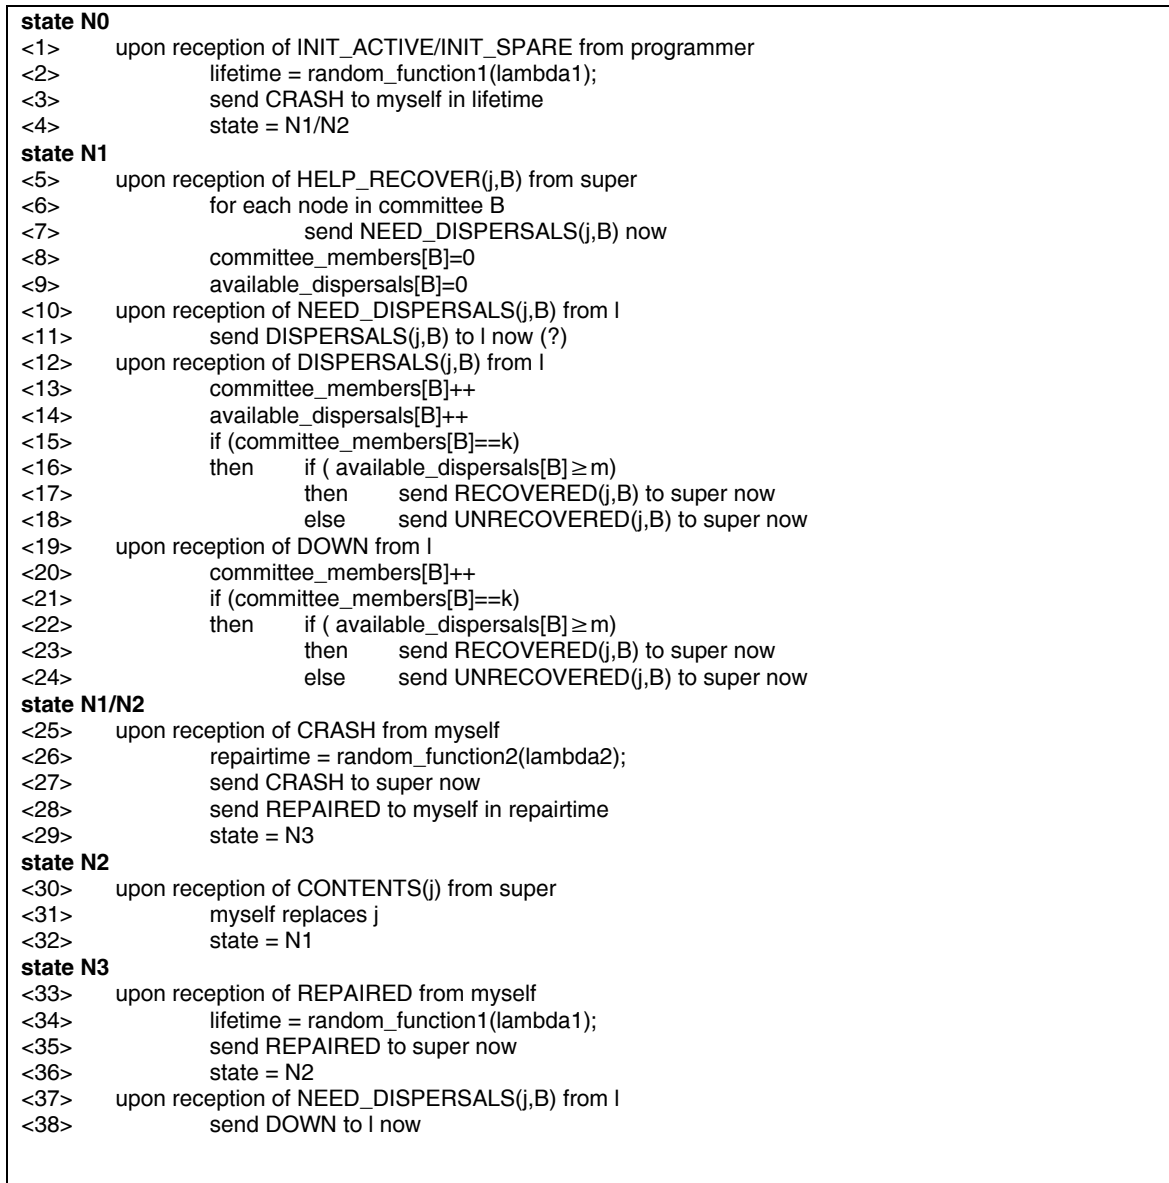 state N0
<1> upon reception of INIT_ACTIVE/INIT_SPARE from programmer
<2> lifetime = random_function1(lambda1);
<3> send CRASH to myself in lifetime
<4> state = N1/N2
state N1
<5> upon reception of HELP_RECOVER(j,B) from super
<6> for each node in committee B
<7> send NEED_DISPERSALS(j,B) now
<8> committee_members[B]=0
<9> available_dispersals[B]=0
<10> upon reception of NEED_DISPERSALS(j,B) from l
<11> send DISPERSALS(j,B) to l now (?)
<12> upon reception of DISPERSALS(j,B) from l
<13> committee_members[B]++
<14> available_dispersals[B]++
<15> if (committee_members[B]==k)
<16> then if ( available_dispersals[B]≥m)
<17> then send RECOVERED(j,B) to super now
<18> else send UNRECOVERED(j,B) to super now
<19> upon reception of DOWN from l
<20> committee_members[B]++
<21> if (committee_members[B]==k)
<22> then if ( available_dispersals[B]≥m)
<23> then send RECOVERED(j,B) to super now
<24> else send UNRECOVERED(j,B) to super now
state N1/N2
<25> upon reception of CRASH from myself
<26> repairtime = random_function2(lambda2);
<27> send CRASH to super now
<28> send REPAIRED to myself in repairtime
<29> state = N3
state N2
<30> upon reception of CONTENTS(j) from super
<31> myself replaces j
<32> state = N1
state N3
<33> upon reception of REPAIRED from myself
<34> lifetime = random_function1(lambda1);
<35> send REPAIRED to super now
<36> state = N2
<37> upon reception of NEED_DISPERSALS(j,B) from l
<38> send DOWN to l now